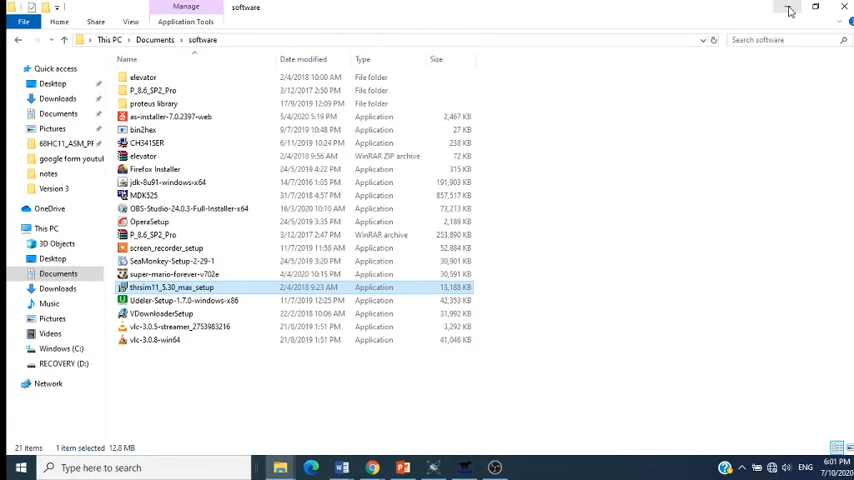 Manage
software
File Home Share View Application Tools
This PC Documents software
Search software
Name Date modified Type Size
Quick access
Desktop
Downloads
Documents
Pictures
68HC11_ASM_PF
google form youtul
notes
Version 3
OneDrive
This PC
3D Objects
Desktop
Documents
Downloads
Music
Pictures
Videos
Windows (C:)
RECOVERY (D:)
Network
elevator 2/4/2018 10:00 AM File folder
P_8.6_SP2_Pro 3/12/2017 2:50 PM File folder
proteus library 17/9/2019 12:09 PM File folder
as-installer-7.0.2397-web 5/4/2020 5:19 PM Application 2,467 KB
bin2hex 9/7/2019 10:48 PM Application 27 KB
CH341SER 6/11/2019 10:24 PM Application 238 KB
elevator 2/4/2018 9:56 AM WinRAR ZIP archive 72 KB
Firefox Installer 24/5/2019 4:22 PM Application 315 KB
jdk-8u91-windows-x64 14/7/2016 1:05 PM Application 191,903 KB
MDK525 31/7/2018 4:57 PM Application 857,517 KB
OBS-Studio-24.0.3-Full-Installer-x64 16/3/2020 10:10 AM Application 73,213 KB
OperaSetup 24/5/2019 3:35 PM Application 2,189 KB
P_8.6_SP2_Pro 3/12/2017 2:47 PM WinRAR archive 253,890 KB
screen_recorder_setup 11/7/2019 11:58 AM Application 52,884 KB
SeaMonkey-Setup-2-29-1 24/5/2019 3:20 PM Application 30,901 KB
super-mario-forever-v702e 4/4/2020 10:15 PM Application 30,591 KB
thrsim11_5.30_max_setup 2/4/2018 9:23 AM Application 13,188 KB
Udeler-Setup-1.7.0-windows-x86 11/7/2019 12:25 PM Application 42,353 KB
VDownloaderSetup 22/2/2018 10:06 AM Application 31,992 KB
vlc-3.0.5-streamer_2753983216 21/8/2019 1:51 PM Application 3,292 KB
vlc-3.0.8-win64 21/8/2019 1:51 PM Application 41,046 KB
21 items 1 item selected 12.8 MB
Type here to search
ENG
6:01 PM
7/10/2020